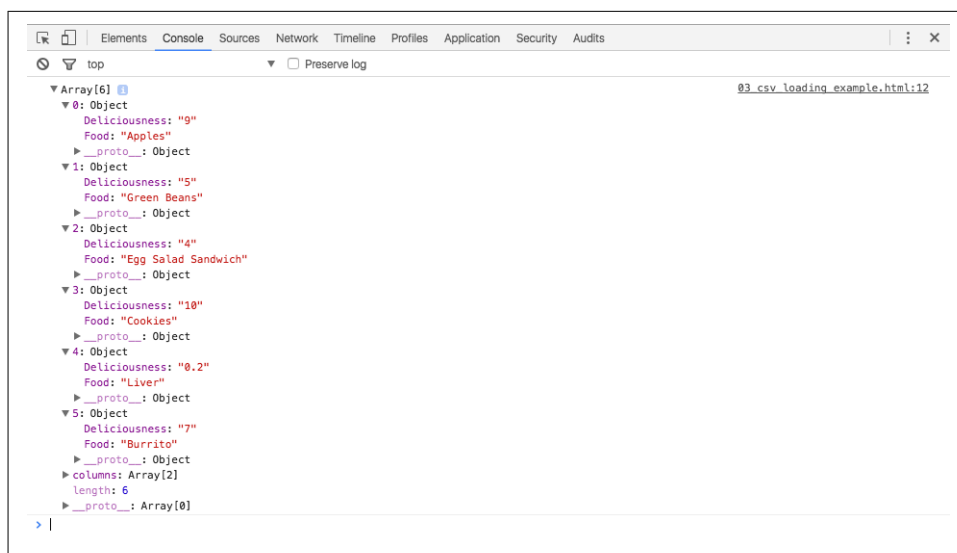 Elements Console Sources Network Timeline Profiles Application Security Audits
top Preserve log
Array[6] 03_csv_loading_example.html:12
0: Object
Deliciousness: "9"
Food: "Apples"
__proto__: Object
1: Object
Deliciousness: "5"
Food: "Green Beans"
__proto__: Object
2: Object
Deliciousness: "4"
Food: "Egg Salad Sandwich"
__proto__: Object
3: Object
Deliciousness: "10"
Food: "Cookies"
__proto__: Object
4: Object
Deliciousness: "0.2"
Food: "Liver"
__proto__: Object
5: Object
Deliciousness: "7"
Food: "Burrito"
__proto__: Object
columns: Array[2]
length: 6
__proto__: Array[0]